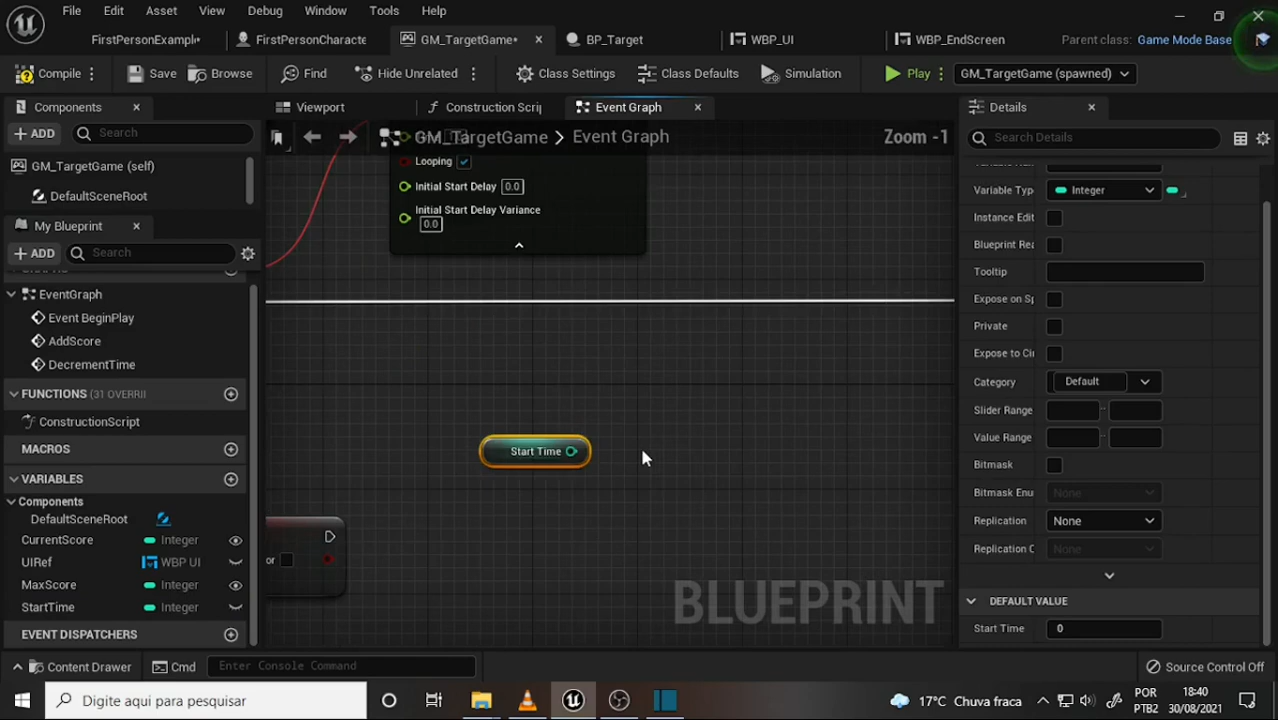 File Edit Asset View Debug Window Tools Help
FirstPersonExampl• FirstPersonCharacte GM_TargetGame• BP_Target WBP_UI WBP_EndScreen Parent class: Game Mode Base
Compile Save Browse Find Hide Unrelated Class Settings Class Defaults Simulation Play GM_TargetGame (spawned)
Components Viewport Construction Scrip Event Graph Details
ADD Search
GM_TargetGame > Event Graph Zoom -1
Search Details
GM_TargetGame (self)
DefaultSceneRoot
Looping
Initial Start Delay 0.0
Initial Start Delay Variance
0.0
My Blueprint
ADD Search
EventGraph
Event BeginPlay
AddScore
DecrementTime
FUNCTIONS (31 OVERRI
ConstructionScript
MACROS
VARIABLES
Components
DefaultSceneRoot
CurrentScore Integer
UIRef WBP UI
MaxScore Integer
StartTime Integer
EVENT DISPATCHERS
Start Time
or
BLUEPRINT
Variable Type Integer
Instance Edit
Blueprint Rea
Tooltip
Expose on Sp
Private
Expose to Cin
Category Default
Slider Range
Value Range
Bitmask
Bitmask Enu None
Replication None
Replication C None
DEFAULT VALUE
Start Time 0
Content Drawer Cmd Enter Console Command Source Control Off
Digite aqui para pesquisar 17°C Chuva fraca POR 18:40
PTB2 30/08/2021